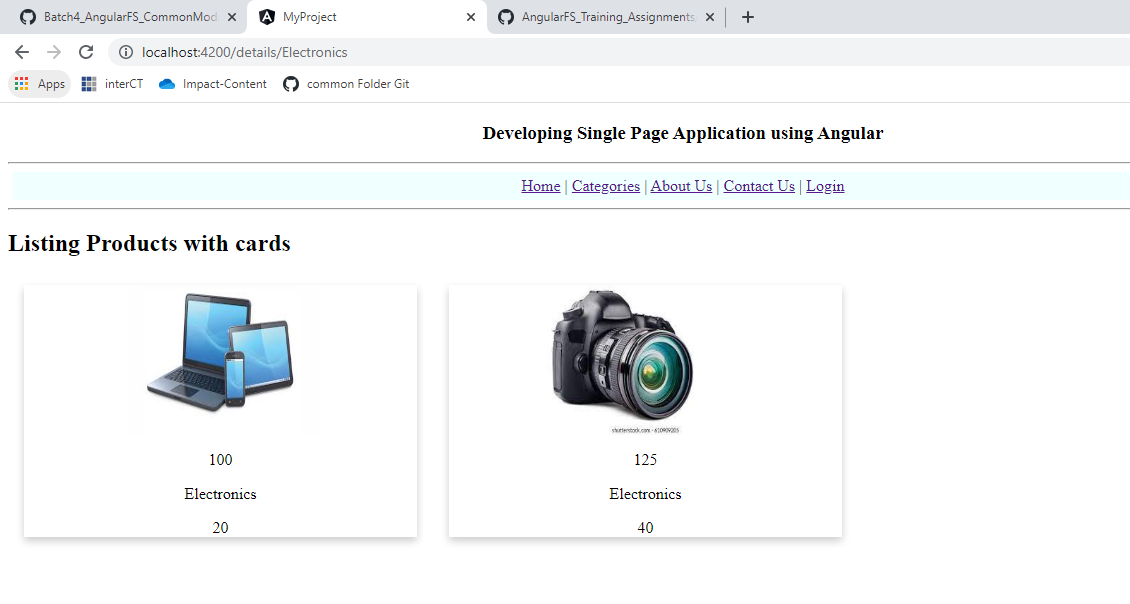 Batch4_AngularFS_CommonMod
MyProject
AngularFS_Training_Assignments
localhost:4200/details/Electronics
Apps interCT Impact-Content common Folder Git
Developing Single Page Application using Angular
Home | Categories | About Us | Contact Us | Login
Listing Products with cards
shutterstock.com · 610909205
100
Electronics
20
125
Electronics
40